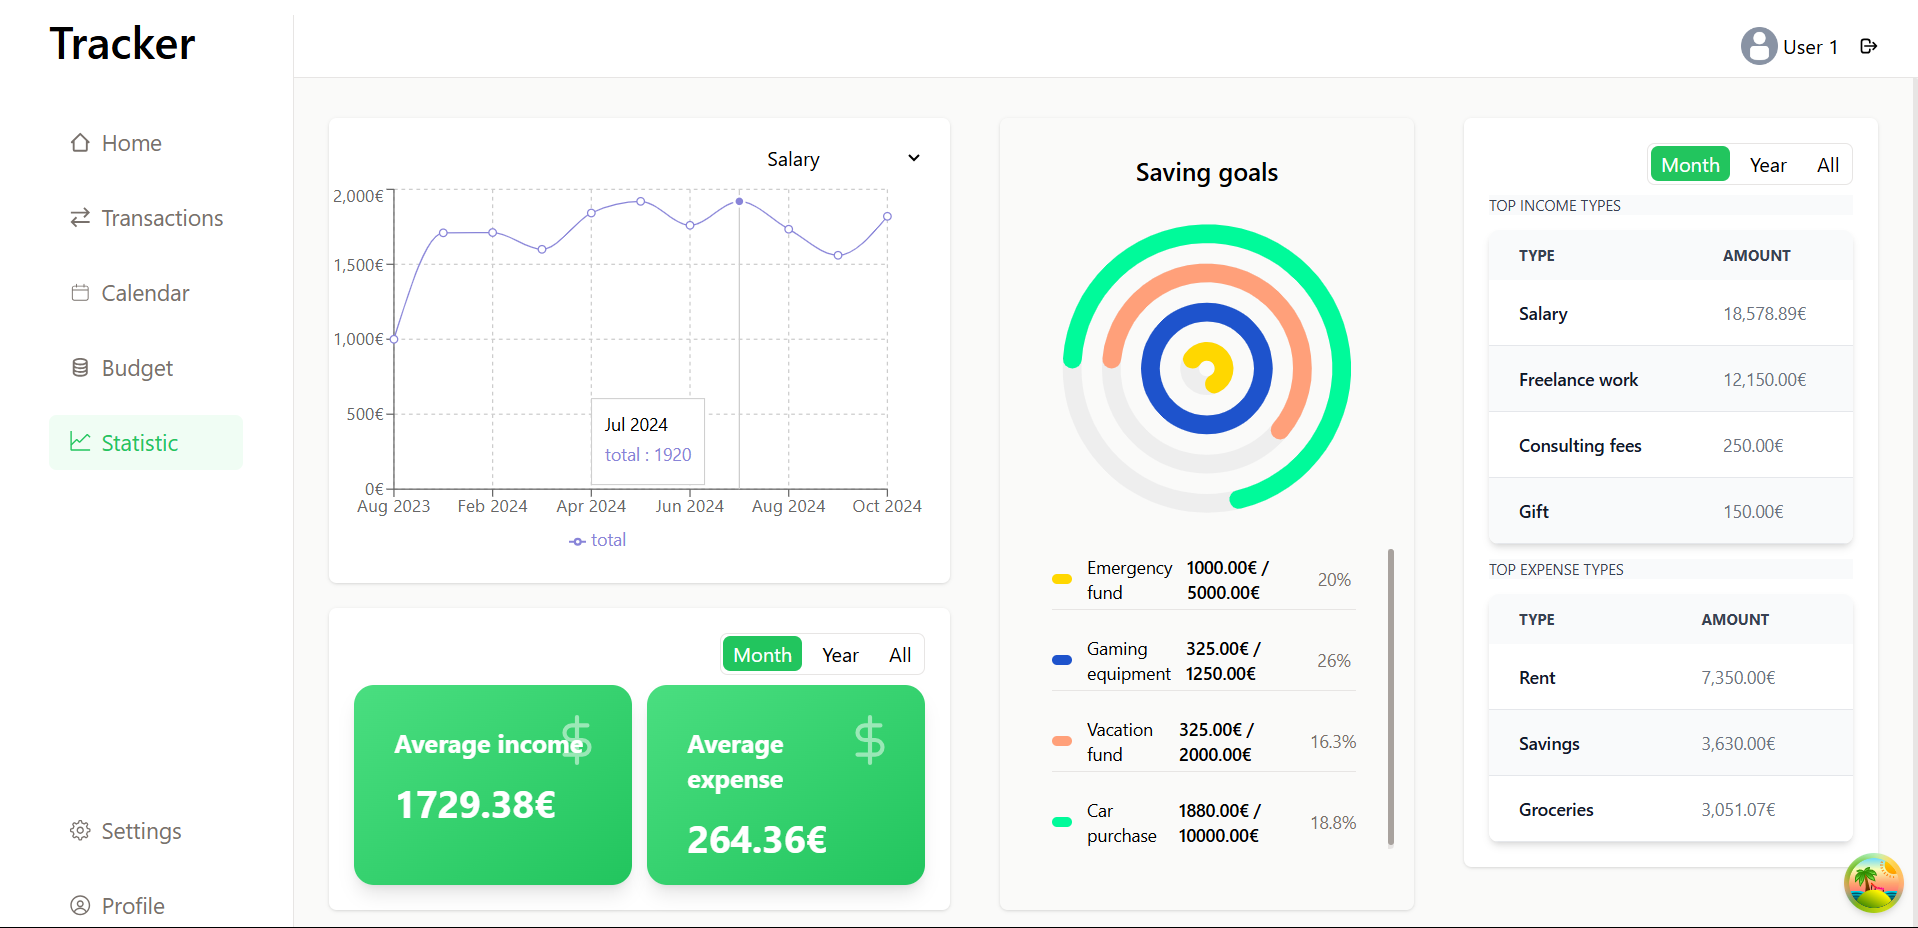 Tracker
User 1
Home
Transactions
Calendar
Budget
Statistic
Settings
Profile
Salary
2,000€
1,500€
1,000€
500€
0€
Jul 2024
total : 1920
Aug 2023 Feb 2024 Apr 2024 Jun 2024 Aug 2024 Oct 2024
total
Month Year All
Average income
1729.38€
Average
expense
264.36€
Saving goals
Emergency 1000.00€ /
fund 5000.00€ 20%
Gaming 325.00€ /
equipment 1250.00€ 26%
Vacation 325.00€ /
fund 2000.00€ 16.3%
Car 1880.00€ /
purchase 10000.00€ 18.8%
Month Year All
TOP INCOME TYPES
TYPE AMOUNT
Salary 18,578.89€
Freelance work 12,150.00€
Consulting fees 250.00€
Gift 150.00€
TOP EXPENSE TYPES
TYPE AMOUNT
Rent 7,350.00€
Savings 3,630.00€
Groceries 3,051.07€